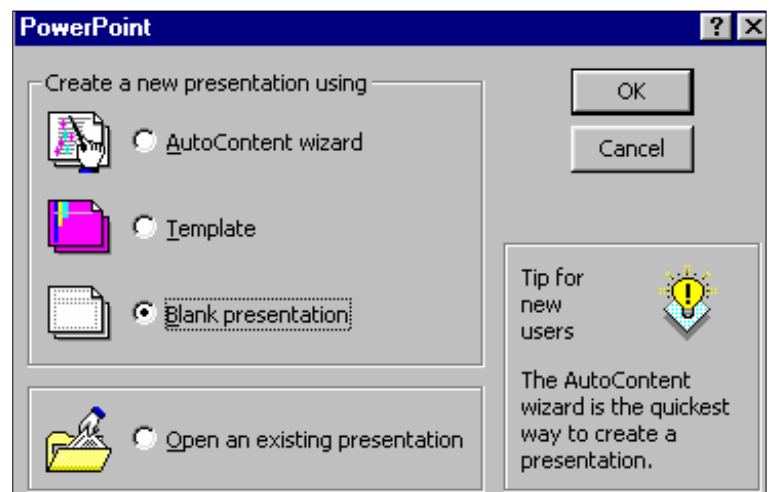 PowerPoint
Create a new presentation using
AutoContent wizard
Template
Blank presentation
Open an existing presentation
OK
Cancel
Tip for
new
users
The AutoContent
wizard is the quickest
way to create a
presentation.